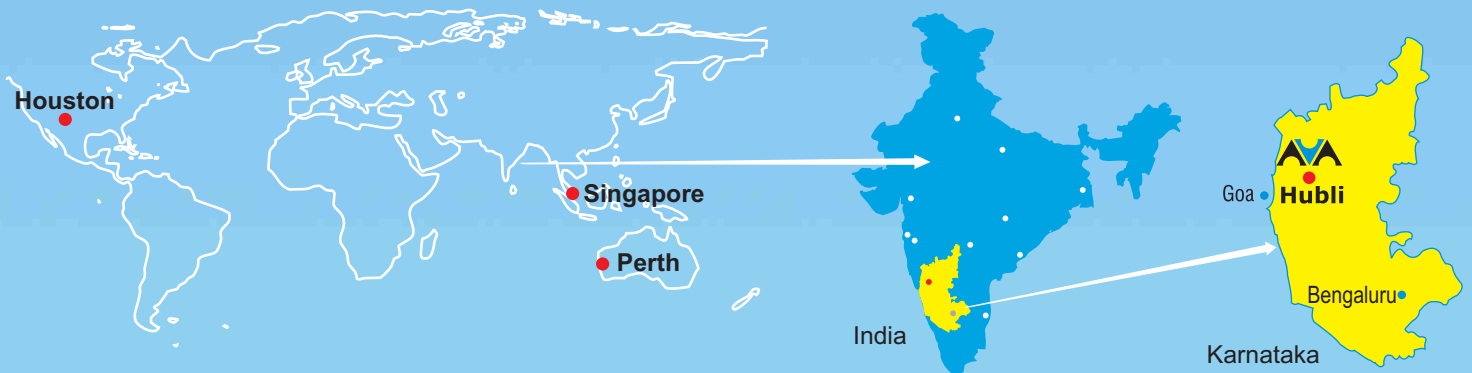 Houston
Singapore
Perth
India
Goa
Hubli
Bengaluru
Karnataka